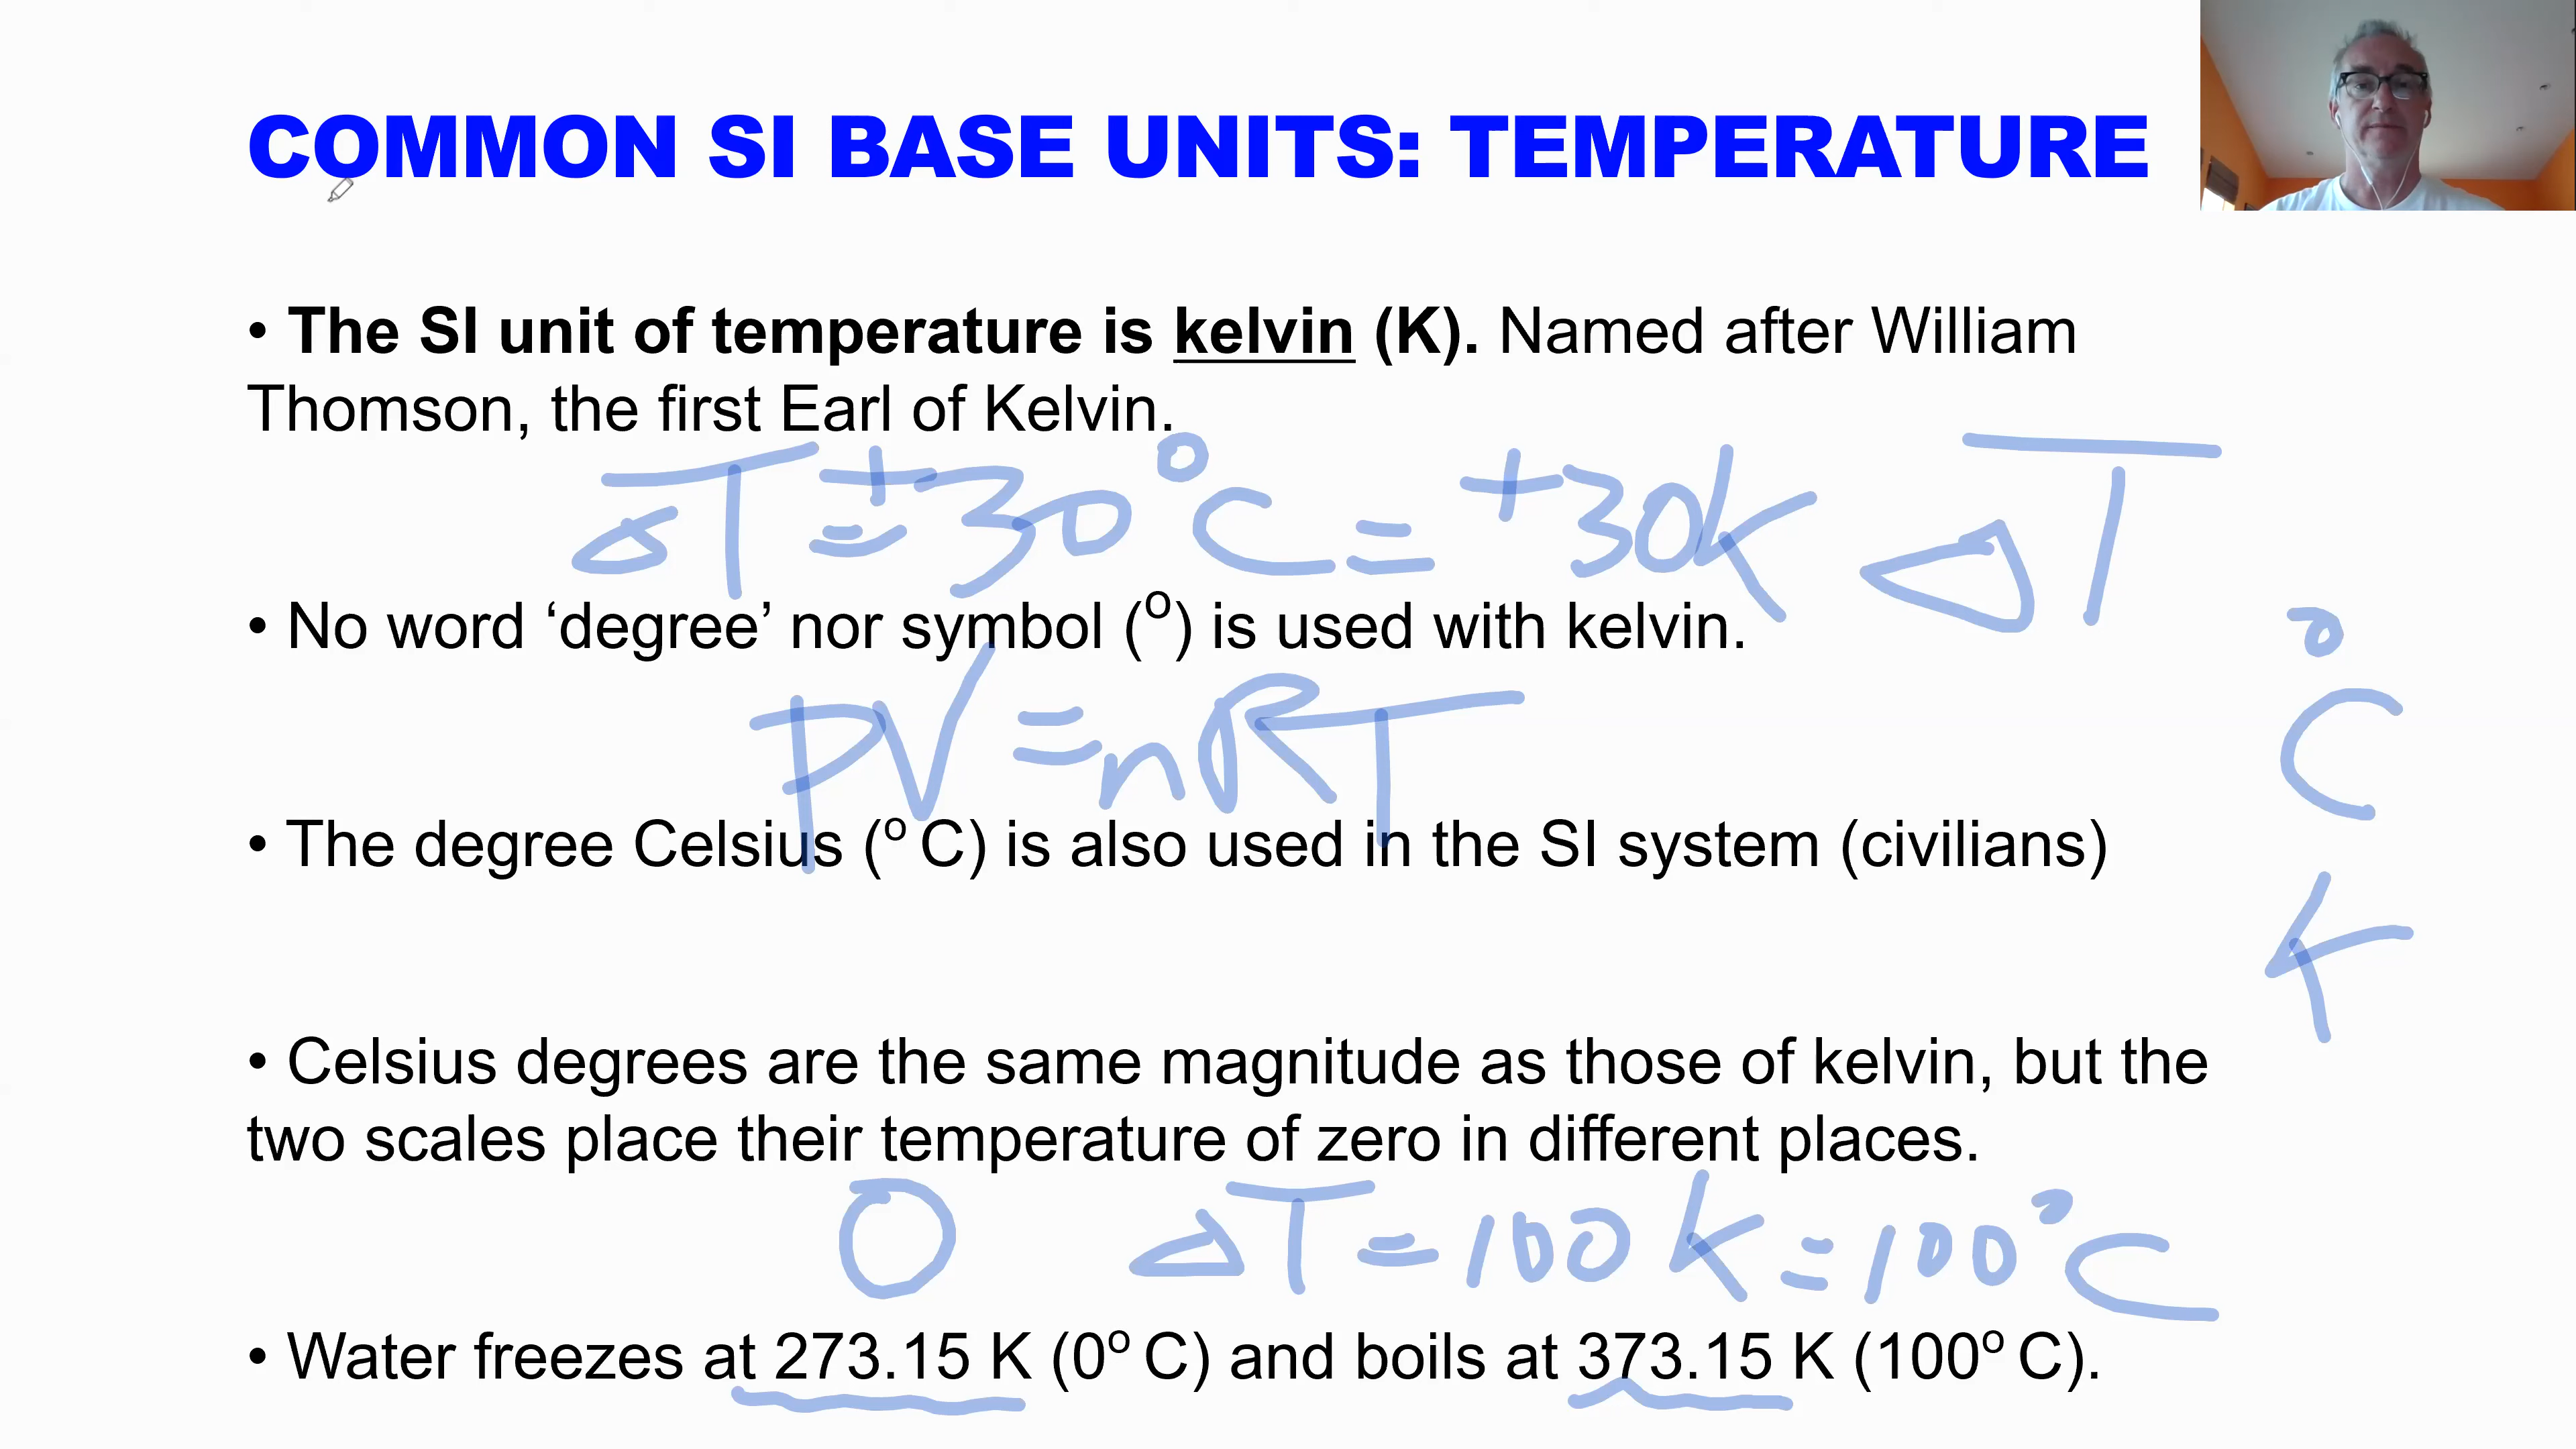 COMMON SI BASE UNITS: TEMPERATURE
• The SI unit of temperature is kelvin (K). Named after William
Thomson, the first Earl of Kelvin.
ΔT = +30°C = +30K ΔT
• No word ‘degree’ nor symbol (º) is used with kelvin.
°C
PV = nRT
• The degree Celsius (º C) is also used in the SI system (civilians)
K
• Celsius degrees are the same magnitude as those of kelvin, but the
two scales place their temperature of zero in different places.
0 ΔT = 100 K = 100°C
• Water freezes at 273.15 K (0º C) and boils at 373.15 K (100º C).